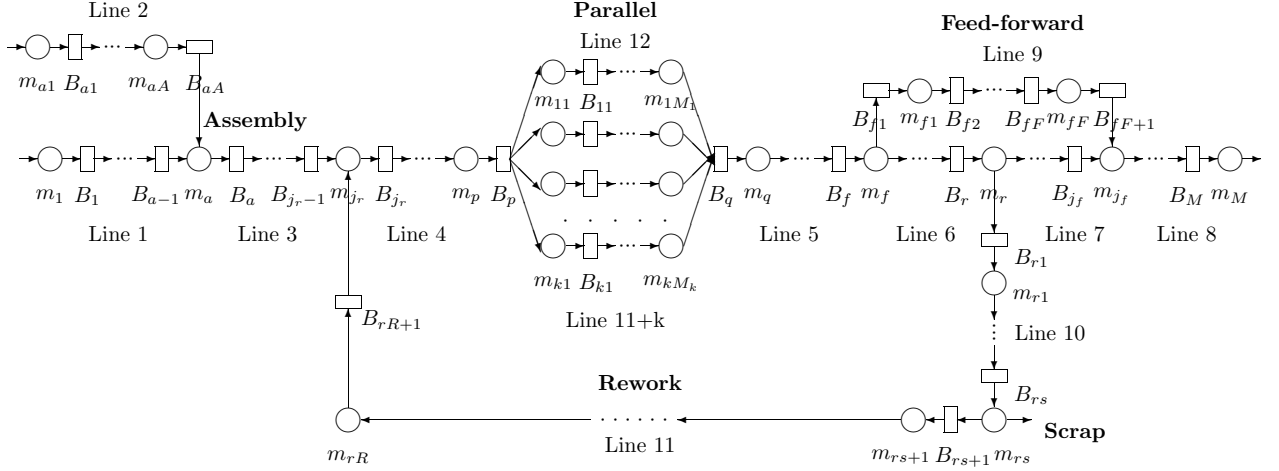 Line 2
Parallel
Line 12
Feed-forward
Line 9
m_{a1} B_{a1} m_{aA} B_{aA}
m_{11} B_{11} m_{1M_1}
B_{f1} m_{f1} B_{f2} B_{fF} m_{fF} B_{fF+1}
Assembly
m_1 B_1 B_{a-1} m_a B_a B_{j_r-1} m_{j_r} B_{j_r} m_p B_p B_q m_q B_f m_f B_r m_r B_{j_f} m_{j_f} B_M m_M
Line 1 Line 3 Line 4 Line 5 Line 6 Line 7 Line 8
m_{k1} B_{k1} m_{kM_k}
Line 11+k
B_{r1}
m_{r1}
B_{rR+1}
Line 10
Rework
B_{rs}
Line 11
Scrap
m_{rR} m_{rs+1} B_{rs+1} m_{rs}